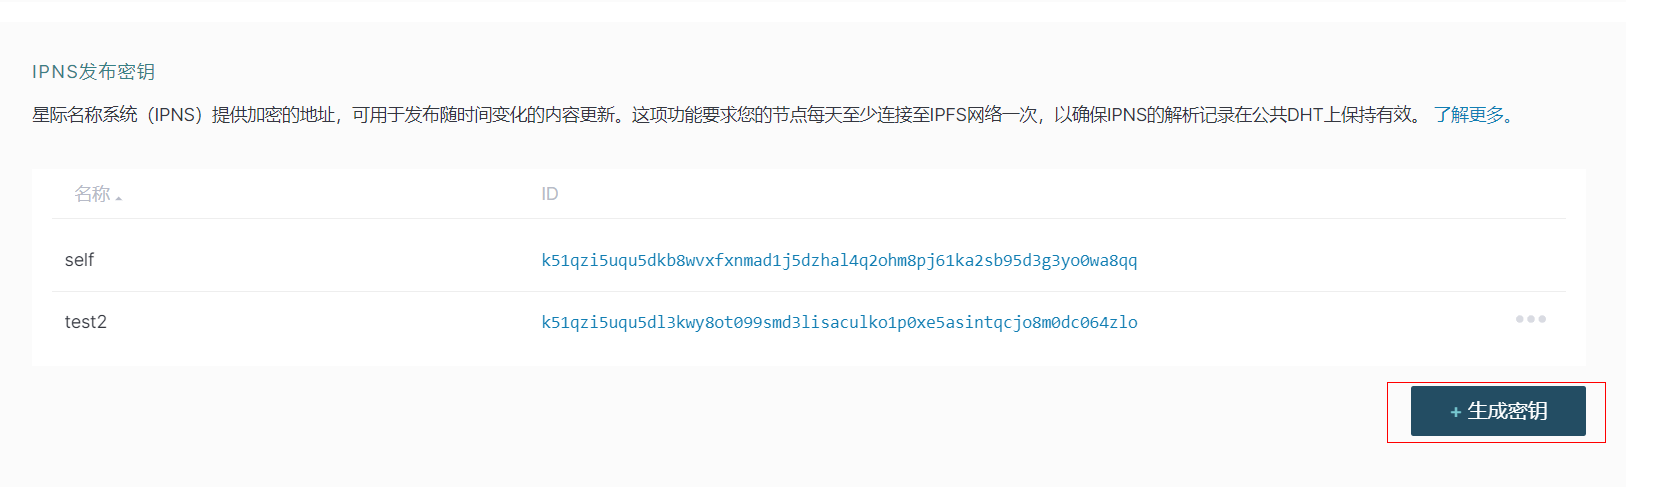 IPNS发布密钥
星际名称系统（IPNS）提供加密的地址，可用于发布随时间变化的内容更新。这项功能要求您的节点每天至少连接至IPFS网络一次，以确保IPNS的解析记录在公共DHT上保持有效。 了解更多。
名称 ID
self k51qzi5uqu5dkb8wvxfxnmad1j5dzhal4q2ohm8pj61ka2sb95d3g3yo0wa8qq
test2 k51qzi5uqu5dl3kwy8ot099smd3lisaculko1p0xe5asintqcjo8m0dc064zlo
+ 生成密钥